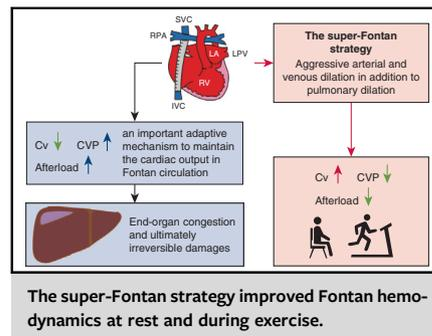 SVC
RPA
LA
LPV
RV
IVC
The super-Fontan
strategy
Aggressive arterial and
venous dilation in addition to
pulmonary dilation
Cv ↓ CVP ↑
Afterload ↑
an important adaptive
mechanism to maintain
the cardiac output in
Fontan circulation
End-organ congestion
and ultimately
irreversible damages
Cv ↑ CVP ↓
Afterload ↓
The super-Fontan strategy improved Fontan hemo-
dynamics at rest and during exercise.